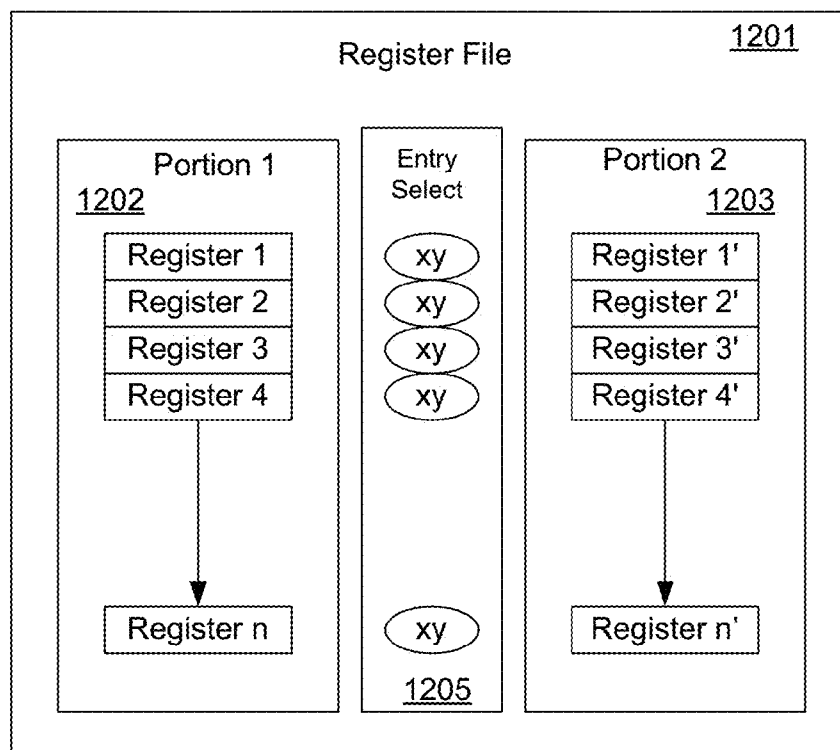 1201
Register File
Portion 1
1202
Register 1
Register 2
Register 3
Register 4
Register n
Entry
Select
xy
xy
xy
xy
xy
1205
Portion 2
1203
Register 1'
Register 2'
Register 3'
Register 4'
Register n'